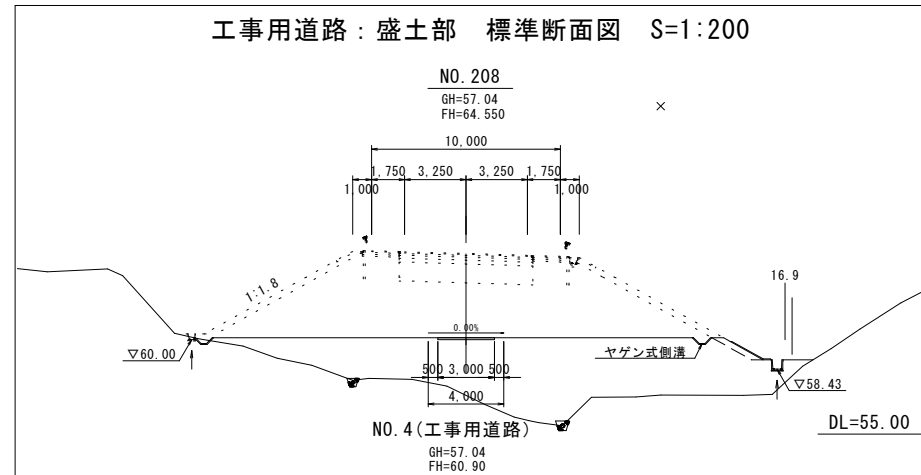 工事用道路：盛土部　標準断面図　S=1:200
NO.208
GH=57.04
FH=64.550
10,000
1,750 3,250 3,250 1,750
1,000 1,000
1:1.8
16.9
0.00%
▽60.00
ヤゲン式側溝
500 3,000 500
▽58.43
4,000
DL=55.00
NO.4(工事用道路)
GH=57.04
FH=60.90